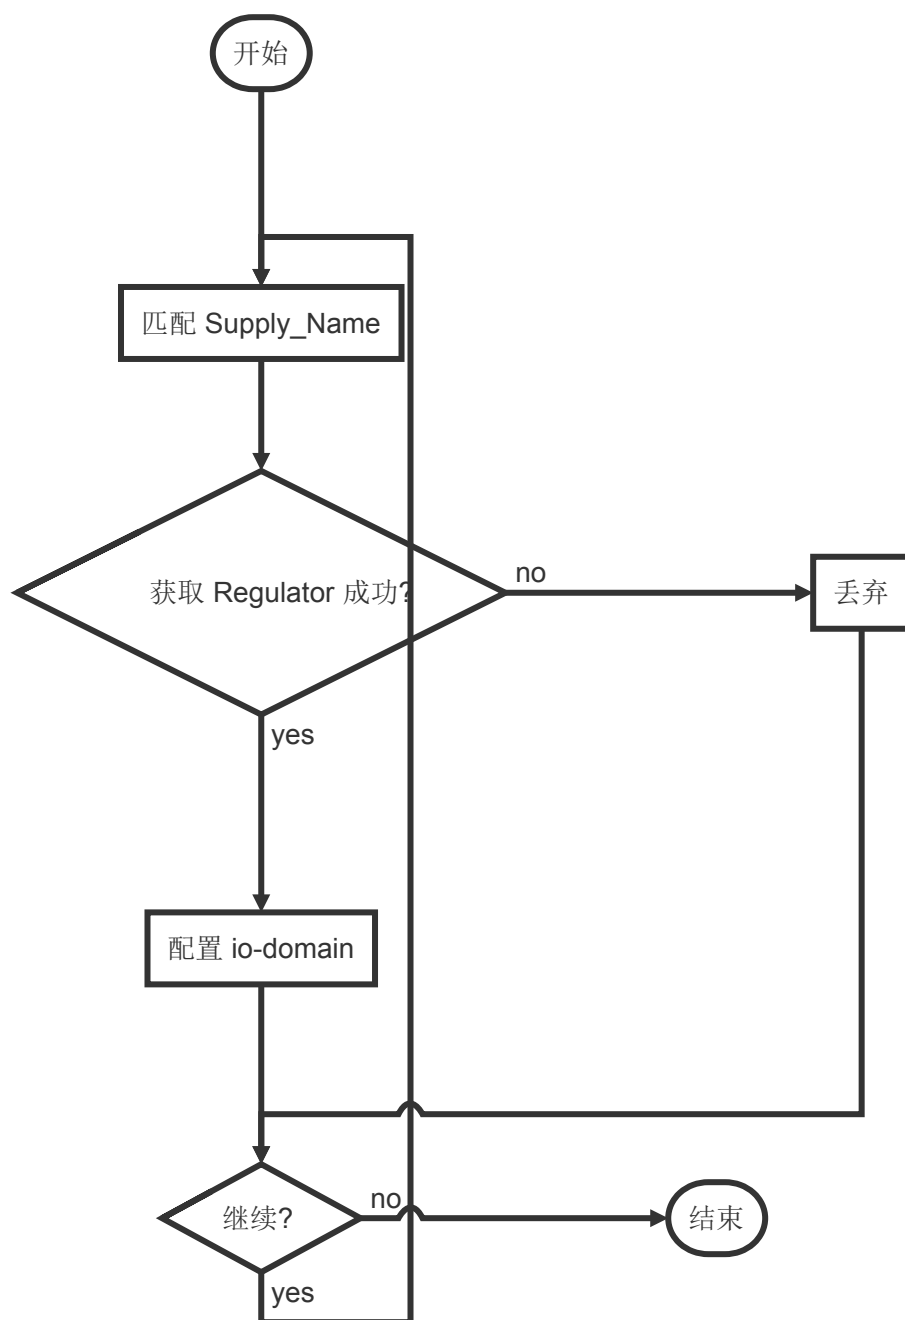 开始
匹配 Supply_Name
获取 Regulator 成功?
no
丢弃
yes
配置 io-domain
继续?
no
结束
yes